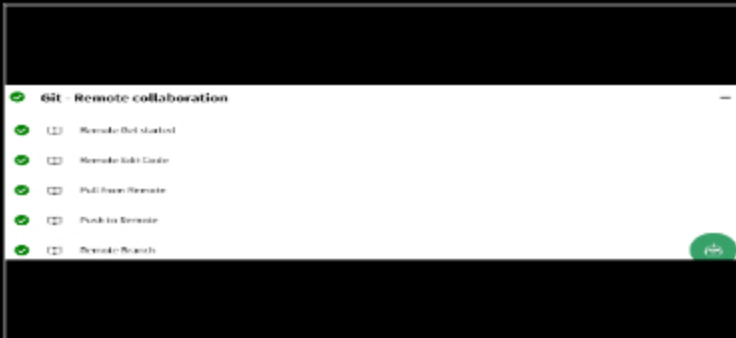 Git - Remote collaboration
Remote Get started
Remote Edit Code
Pull from Remote
Push to Remote
Remote Branch